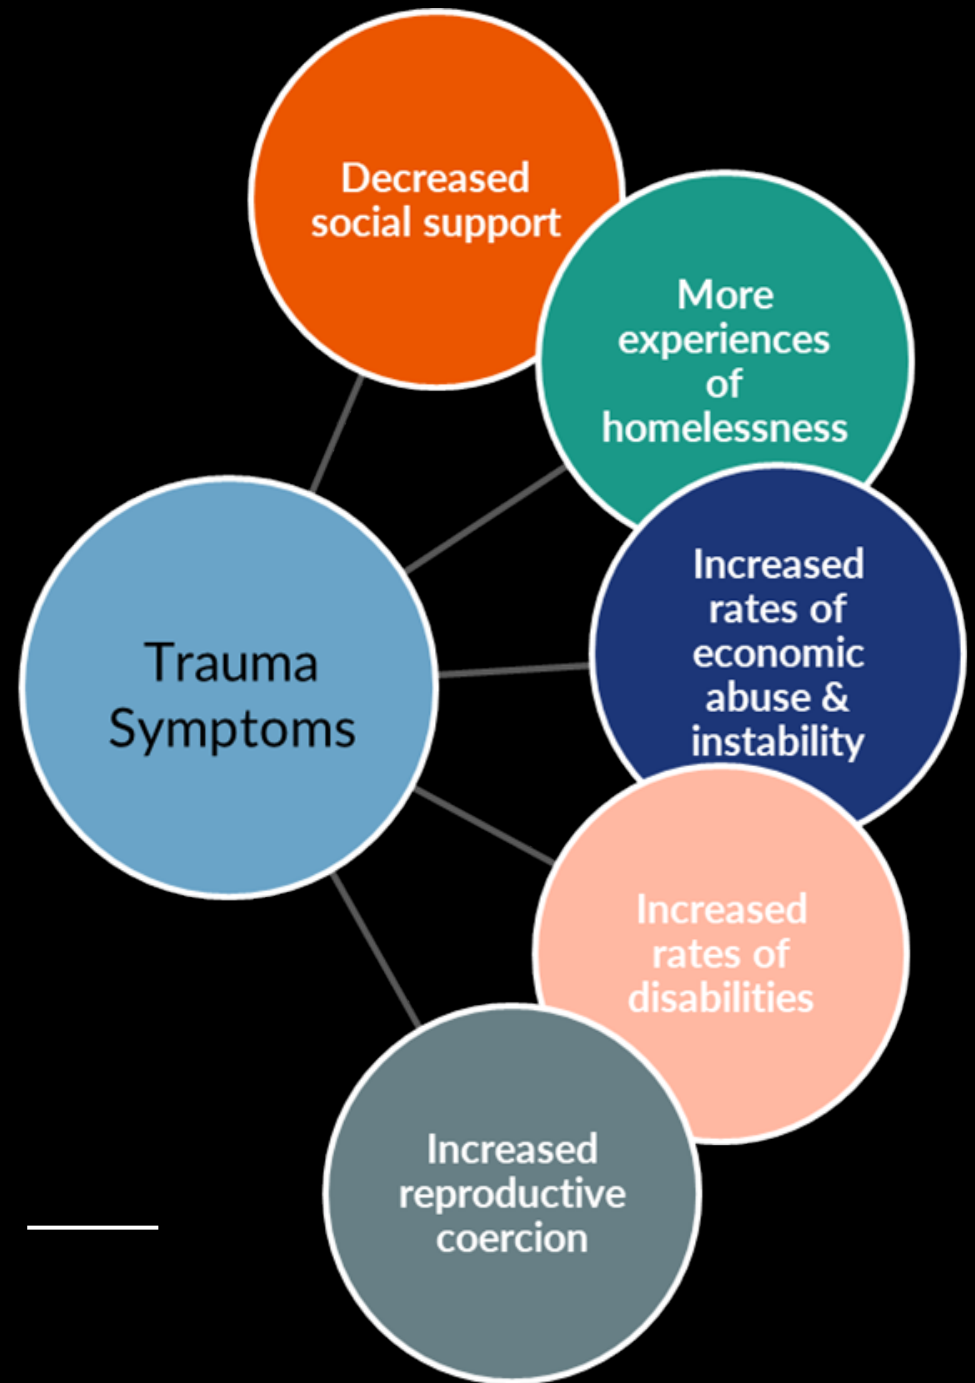 Decreased
social support
More
experiences
of
homelessness
Increased
rates of
economic
abuse &
instability
Trauma
Symptoms
Increased
rates of
disabilities
Increased
reproductive
coercion